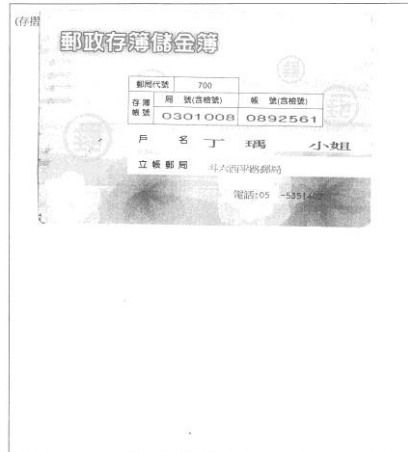 (存摺
郵政存簿儲金簿
郵局代號 700
存簿帳號 局 號(含檢號) 帳 號(含檢號)
0301008 0892561
戶 名 丁 瑀 小姐
立帳郵局 斗六西平路郵局
電話:05 -5351402